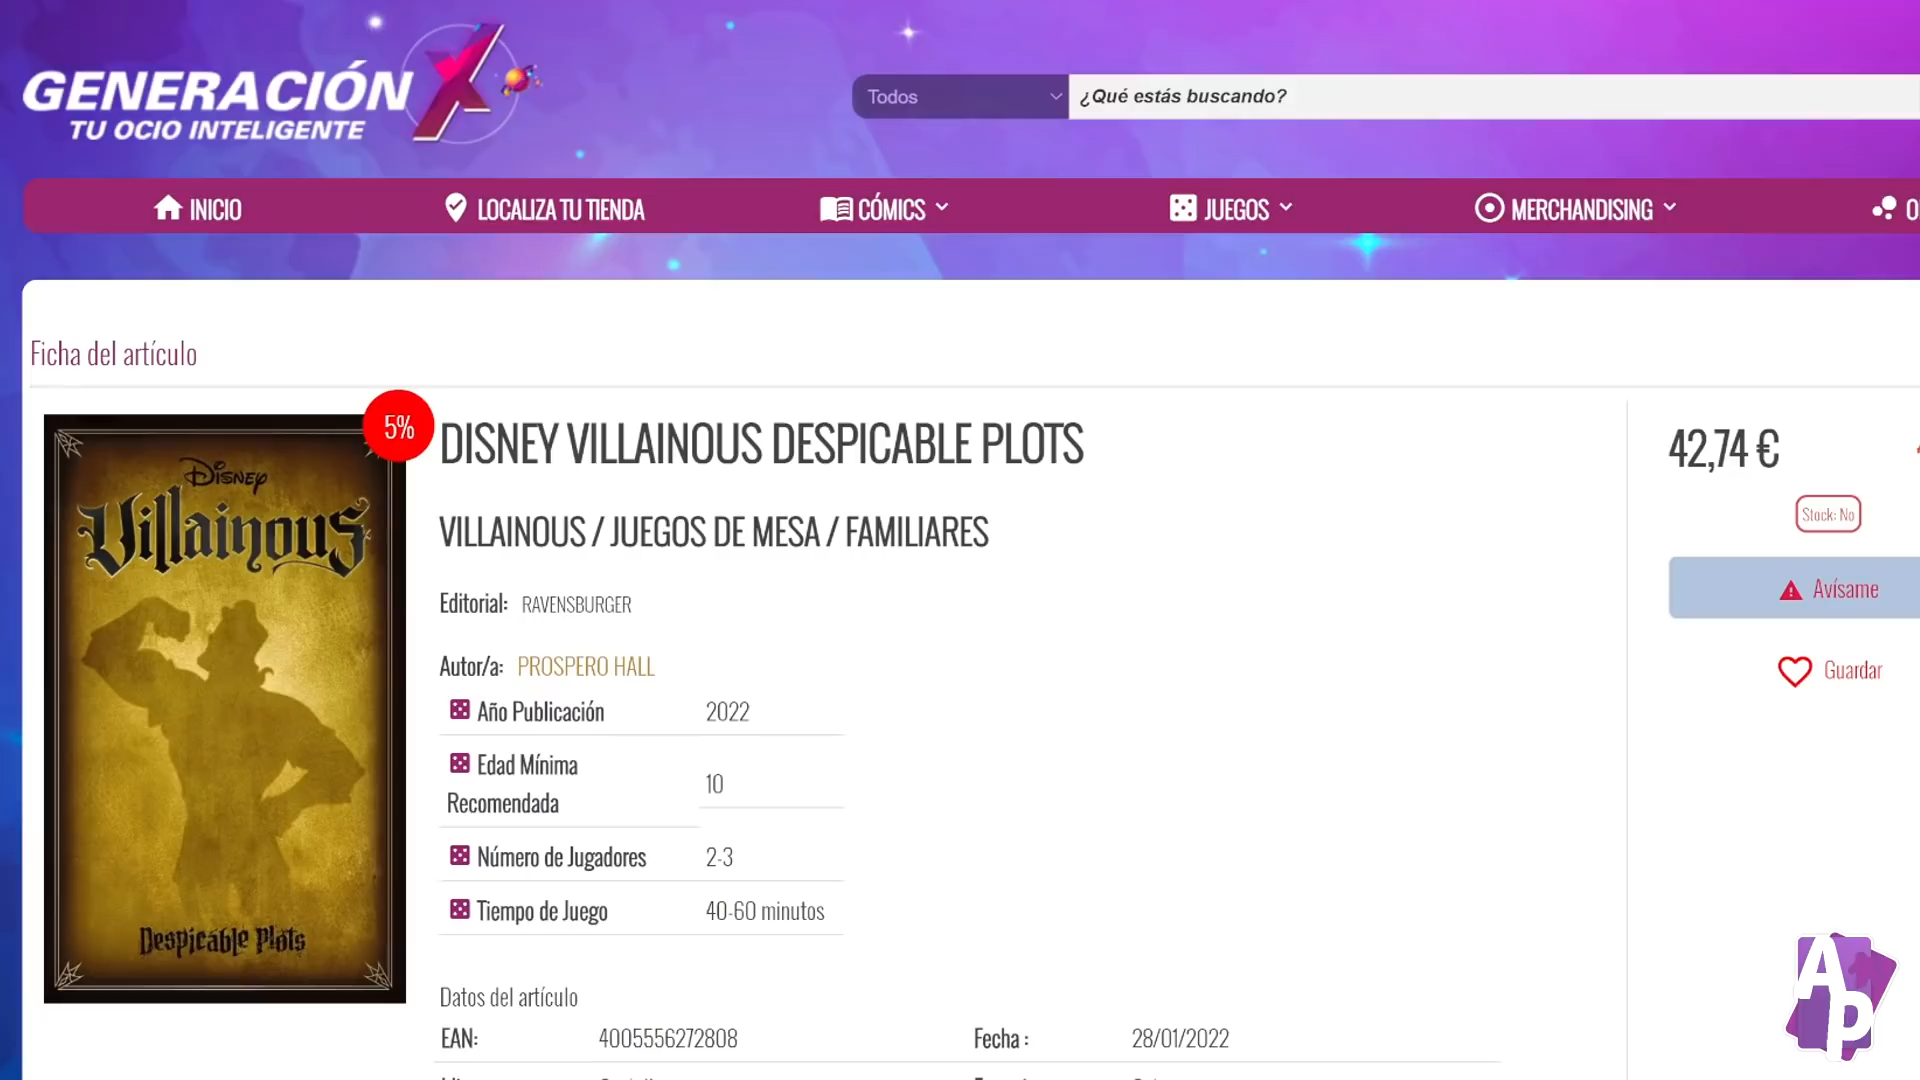 GENERACIÓN X
TU OCIO INTELIGENTE
Todos
¿Qué estás buscando?
INICIO
LOCALIZA TU TIENDA
CÓMICS
JUEGOS
MERCHANDISING
Ficha del artículo
5%
DISNEY
Villainous
Despicable Plots
DISNEY VILLAINOUS DESPICABLE PLOTS
VILLAINOUS / JUEGOS DE MESA / FAMILIARES
Editorial: RAVENSBURGER
Autor/a: PROSPERO HALL
Año Publicación 2022
Edad Mínima
Recomendada 10
Número de Jugadores 2-3
Tiempo de Juego 40-60 minutos
Datos del artículo
EAN: 4005556272808 Fecha : 28/01/2022
42,74 €
Stock: No
Avísame
Guardar
AP